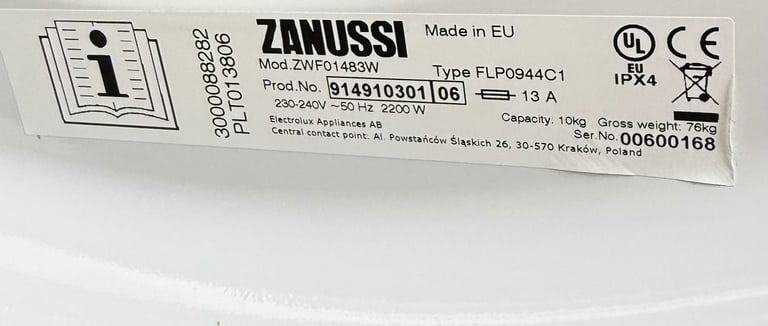 3000088282
PLT013806
ZANUSSI
Made in EU
Mod.ZWF01483W
Type FLP0944C1
Prod.No. 914910301 06
13 A
230-240V ~50 Hz 2200 W
Capacity: 10kg Gross weight: 76kg
Electrolux Appliances AB
Ser.No. 00600168
Central contact point: Al. Powstańców Śląskich 26, 30-570 Kraków, Poland
UL
EU
IPX4
CE